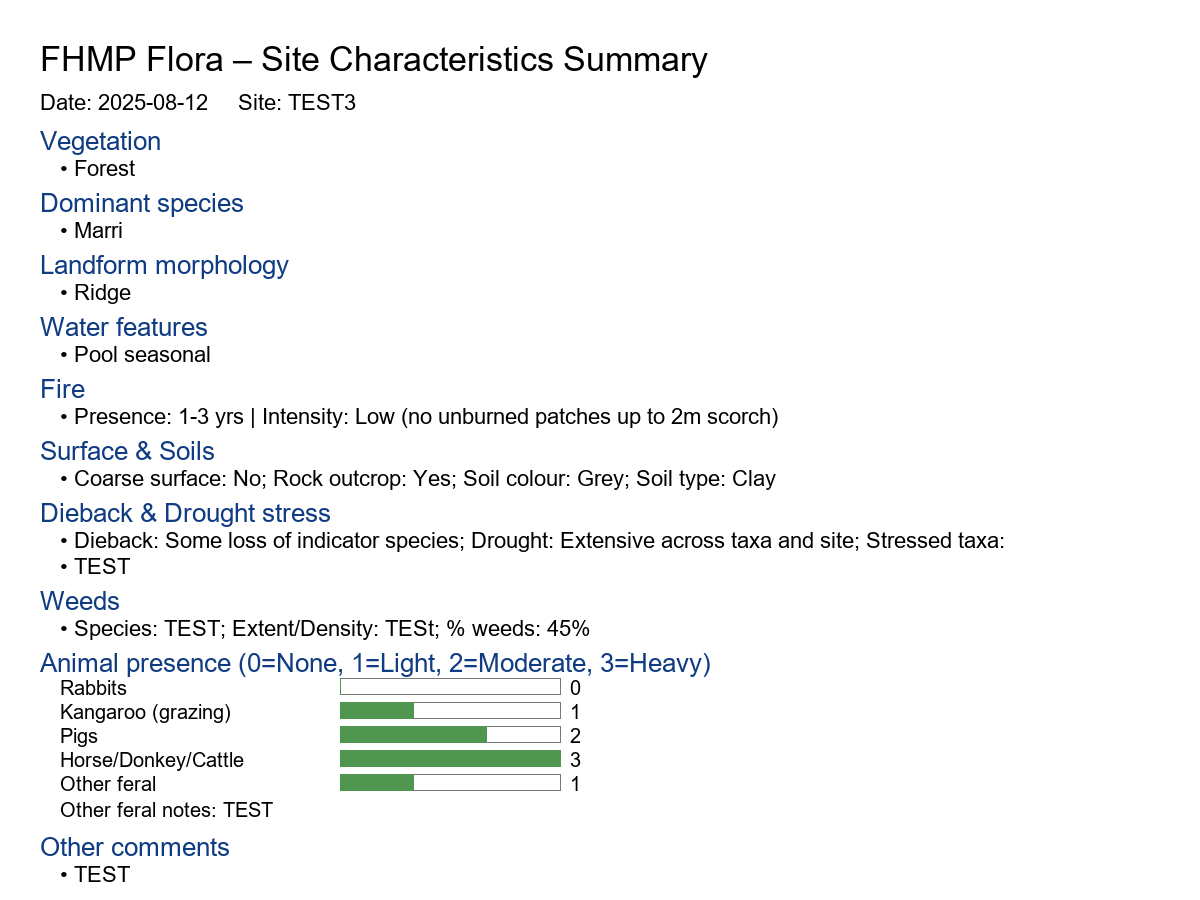 FHMP Flora – Site Characteristics Summary
Date: 2025-08-12 Site: TEST3
Vegetation
• Forest
Dominant species
• Marri
Landform morphology
• Ridge
Water features
• Pool seasonal
Fire
• Presence: 1-3 yrs | Intensity: Low (no unburned patches up to 2m scorch)
Surface & Soils
• Coarse surface: No; Rock outcrop: Yes; Soil colour: Grey; Soil type: Clay
Dieback & Drought stress
• Dieback: Some loss of indicator species; Drought: Extensive across taxa and site; Stressed taxa:
• TEST
Weeds
• Species: TEST; Extent/Density: TESt; % weeds: 45%
Animal presence (0=None, 1=Light, 2=Moderate, 3=Heavy)
Rabbits 0
Kangaroo (grazing) 1
Pigs 2
Horse/Donkey/Cattle 3
Other feral 1
Other feral notes: TEST
Other comments
• TEST